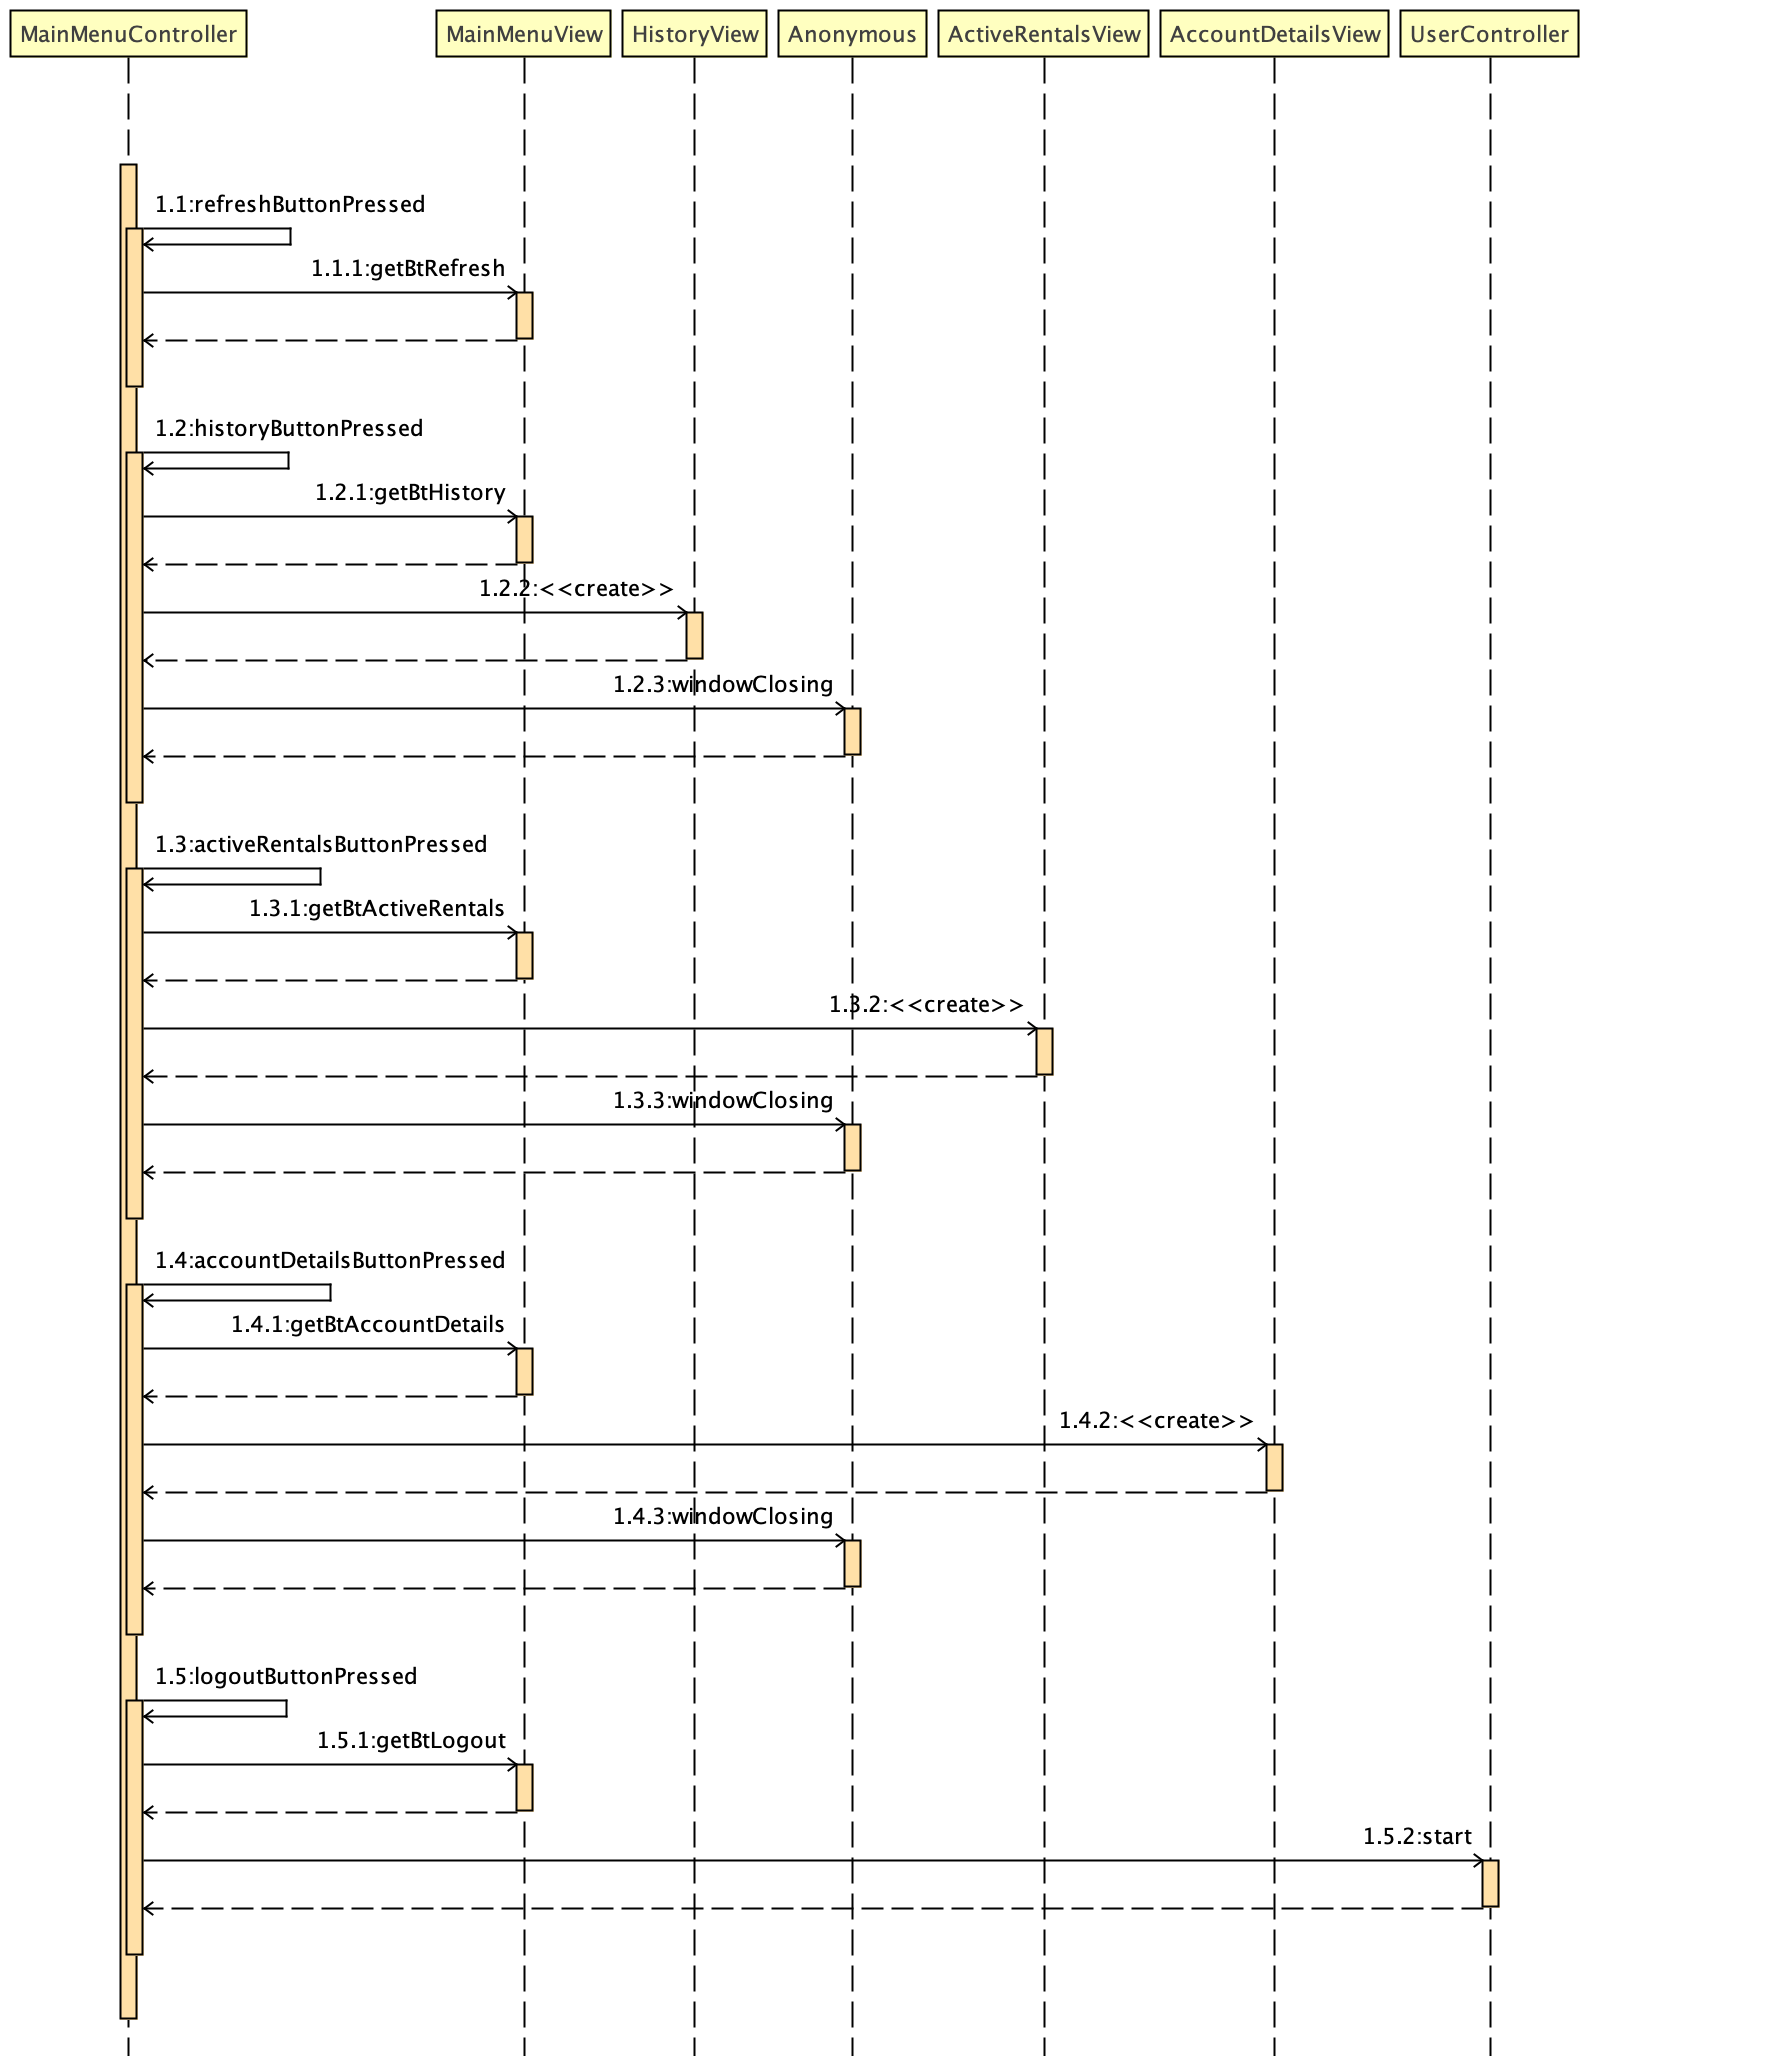 MainMenuController
MainMenuView
HistoryView
Anonymous
ActiveRentalsView
AccountDetailsView
UserController
1.1:refreshButtonPressed
1.1.1:getBtRefresh
1.2:historyButtonPressed
1.2.1:getBtHistory
1.2.2:<<create>>
1.2.3:windowClosing
1.3:activeRentalsButtonPressed
1.3.1:getBtActiveRentals
1.3.2:<<create>>
1.3.3:windowClosing
1.4:accountDetailsButtonPressed
1.4.1:getBtAccountDetails
1.4.2:<<create>>
1.4.3:windowClosing
1.5:logoutButtonPressed
1.5.1:getBtLogout
1.5.2:start